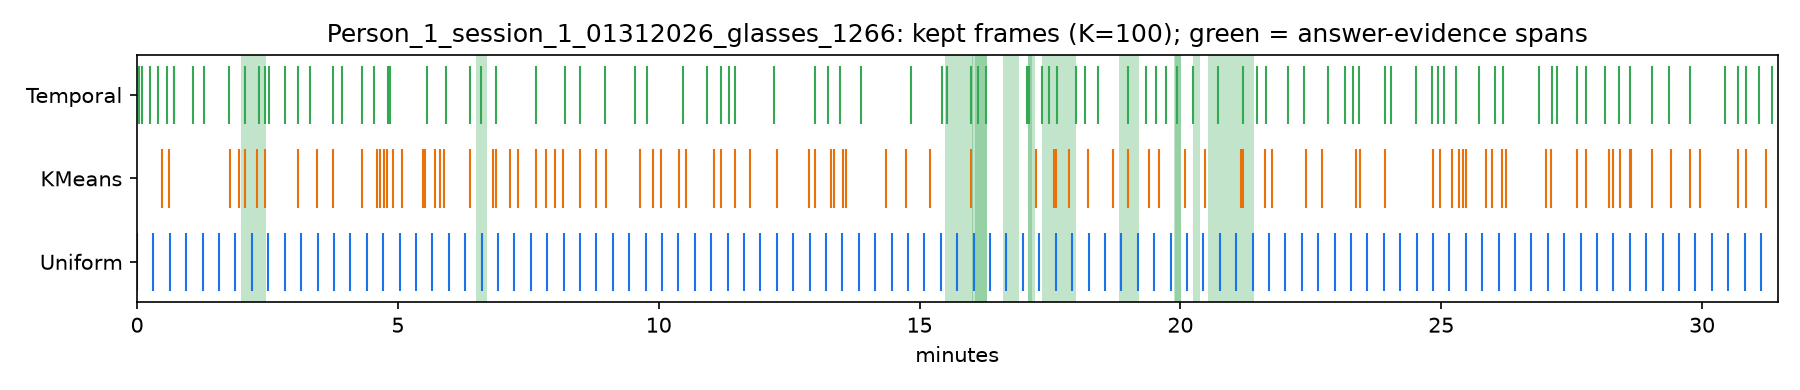 Person_1_session_1_01312026_glasses_1266: kept frames (K=100); green = answer-evidence spans
Temporal
KMeans
Uniform
0 5 10 15 20 25 30
minutes